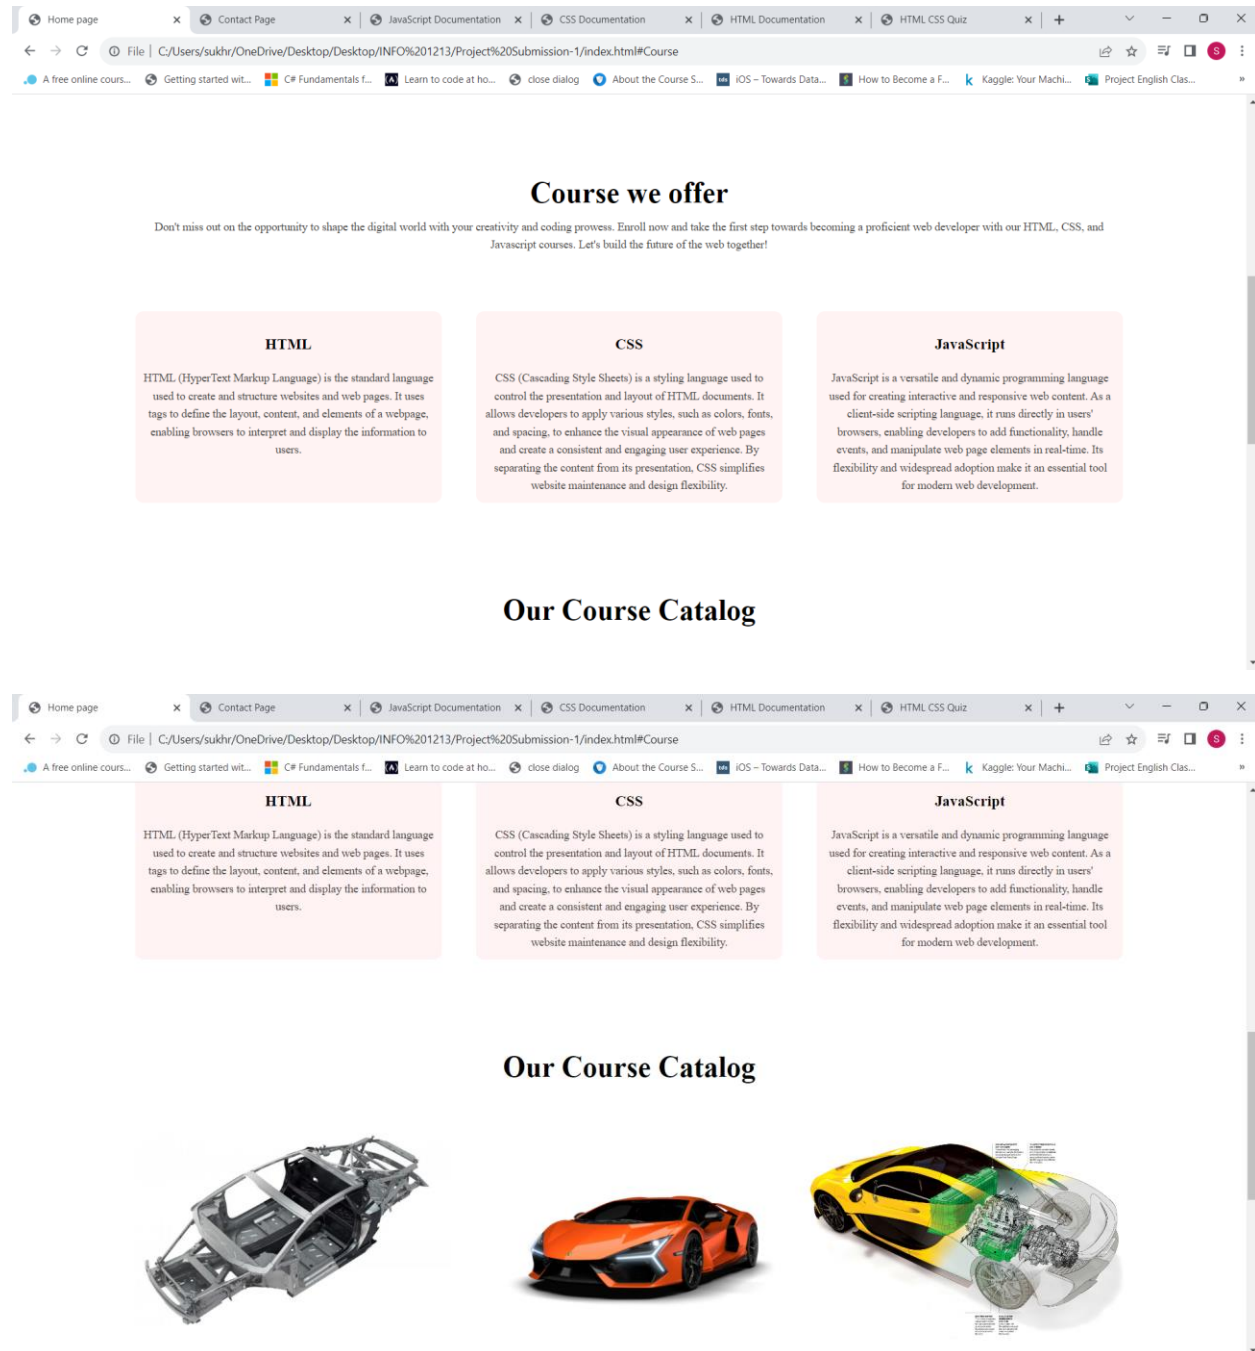 Home page
Contact Page
JavaScript Documentation
CSS Documentation
HTML Documentation
HTML CSS Quiz
File | C:/Users/sukhr/OneDrive/Desktop/Desktop/INFO%201213/Project%20Submission-1/index.html#Course
S
A free online cours...
Getting started wit...
C# Fundamentals f...
Learn to code at ho...
close dialog
About the Course S...
iOS – Towards Data...
How to Become a F...
Kaggle: Your Machi...
Project English Clas...
Course we offer
Don't miss out on the opportunity to shape the digital world with your creativity and coding prowess. Enroll now and take the first step towards becoming a proficient web developer with our HTML, CSS, and
Javascript courses. Let's build the future of the web together!
HTML
HTML (HyperText Markup Language) is the standard language
used to create and structure websites and web pages. It uses
tags to define the layout, content, and elements of a webpage,
enabling browsers to interpret and display the information to
users.
CSS
CSS (Cascading Style Sheets) is a styling language used to
control the presentation and layout of HTML documents. It
allows developers to apply various styles, such as colors, fonts,
and spacing, to enhance the visual appearance of web pages
and create a consistent and engaging user experience. By
separating the content from its presentation, CSS simplifies
website maintenance and design flexibility.
JavaScript
JavaScript is a versatile and dynamic programming language
used for creating interactive and responsive web content. As a
client-side scripting language, it runs directly in users'
browsers, enabling developers to add functionality, handle
events, and manipulate web page elements in real-time. Its
flexibility and widespread adoption make it an essential tool
for modern web development.
Our Course Catalog
Home page
Contact Page
JavaScript Documentation
CSS Documentation
HTML Documentation
HTML CSS Quiz
File | C:/Users/sukhr/OneDrive/Desktop/Desktop/INFO%201213/Project%20Submission-1/index.html#Course
S
A free online cours...
Getting started wit...
C# Fundamentals f...
Learn to code at ho...
close dialog
About the Course S...
iOS – Towards Data...
How to Become a F...
Kaggle: Your Machi...
Project English Clas...
HTML
HTML (HyperText Markup Language) is the standard language
used to create and structure websites and web pages. It uses
tags to define the layout, content, and elements of a webpage,
enabling browsers to interpret and display the information to
users.
CSS
CSS (Cascading Style Sheets) is a styling language used to
control the presentation and layout of HTML documents. It
allows developers to apply various styles, such as colors, fonts,
and spacing, to enhance the visual appearance of web pages
and create a consistent and engaging user experience. By
separating the content from its presentation, CSS simplifies
website maintenance and design flexibility.
JavaScript
JavaScript is a versatile and dynamic programming language
used for creating interactive and responsive web content. As a
client-side scripting language, it runs directly in users'
browsers, enabling developers to add functionality, handle
events, and manipulate web page elements in real-time. Its
flexibility and widespread adoption make it an essential tool
for modern web development.
Our Course Catalog